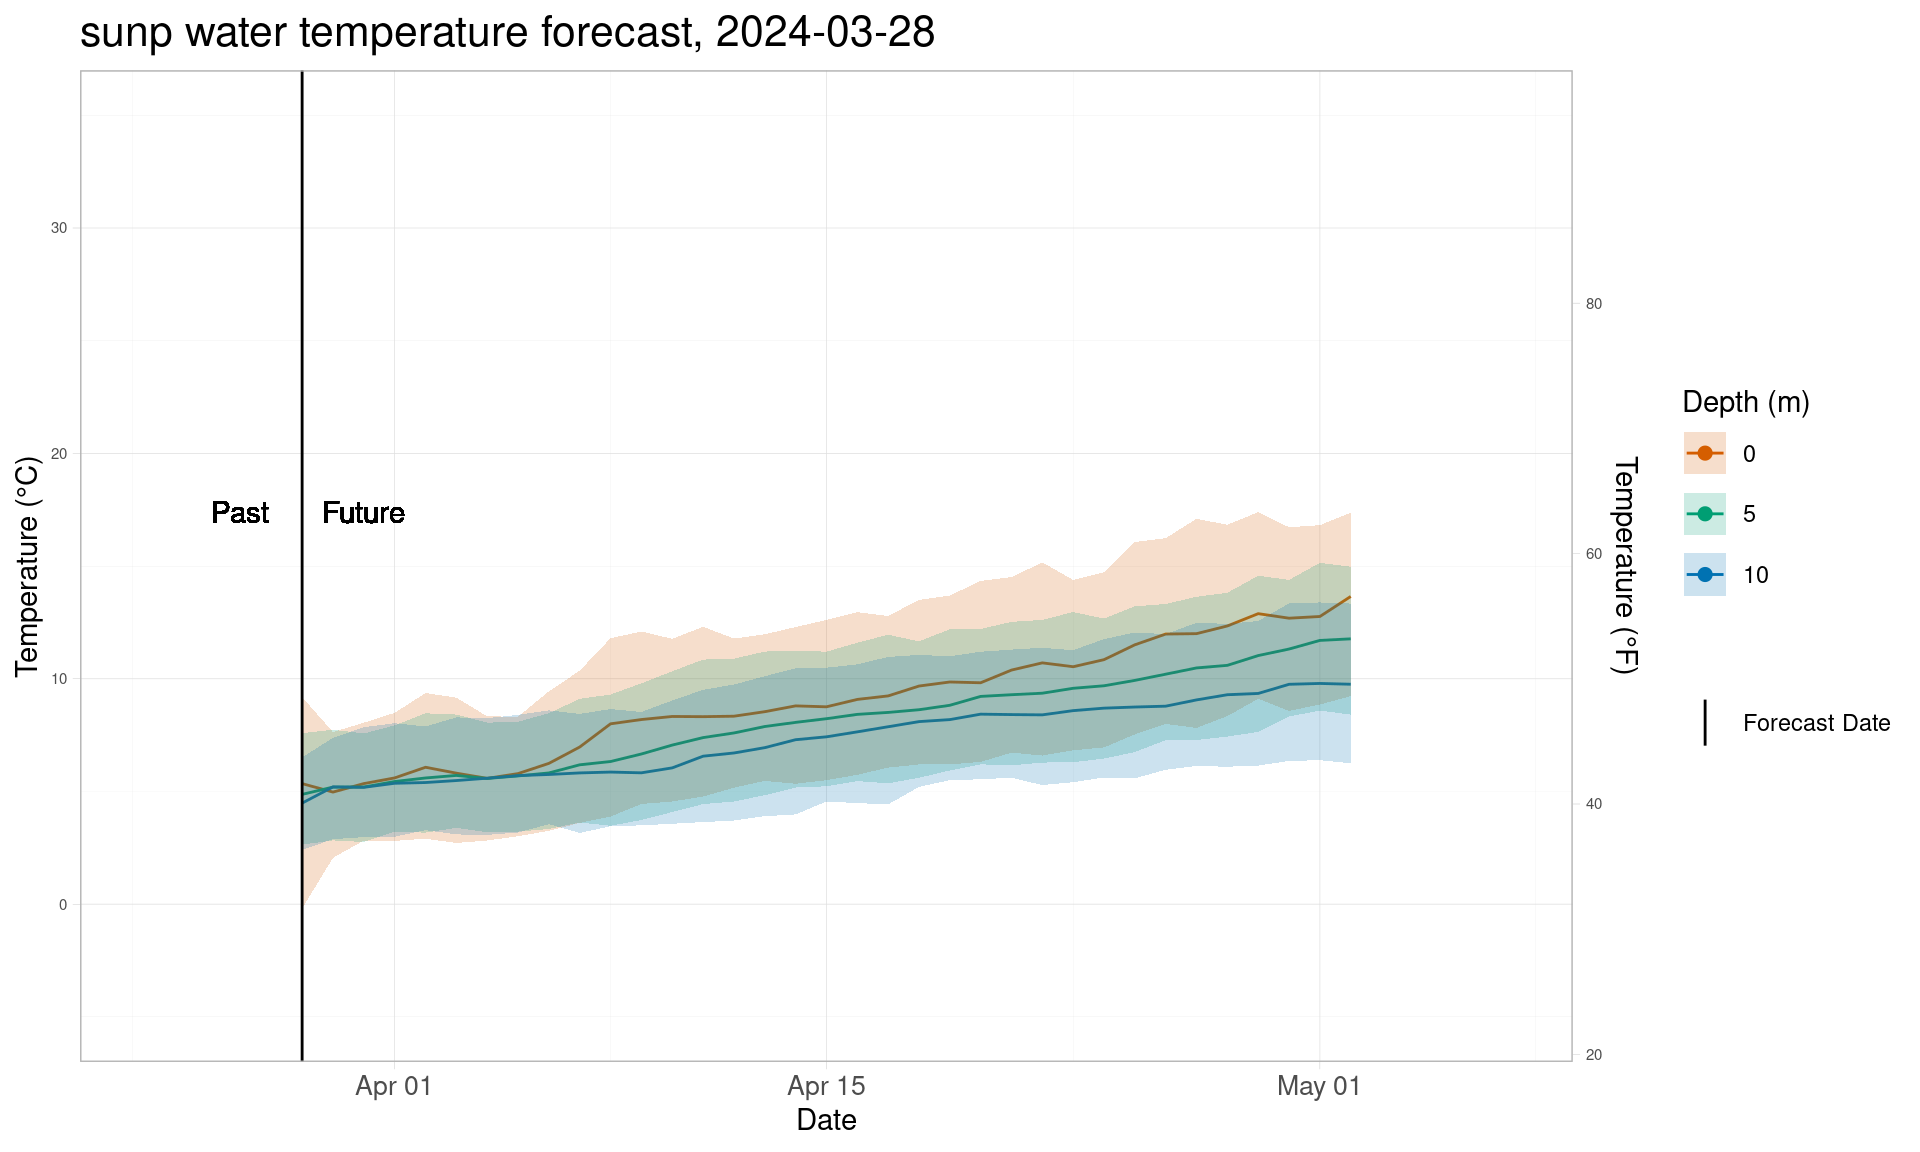 sunp water temperature forecast, 2024-03-28
Temperature (°C)
30
20
10
0
Past
Future
Apr 01
Apr 15
May 01
Date
80
60
40
20
Temperature (°F)
Depth (m)
0
5
10
Forecast Date